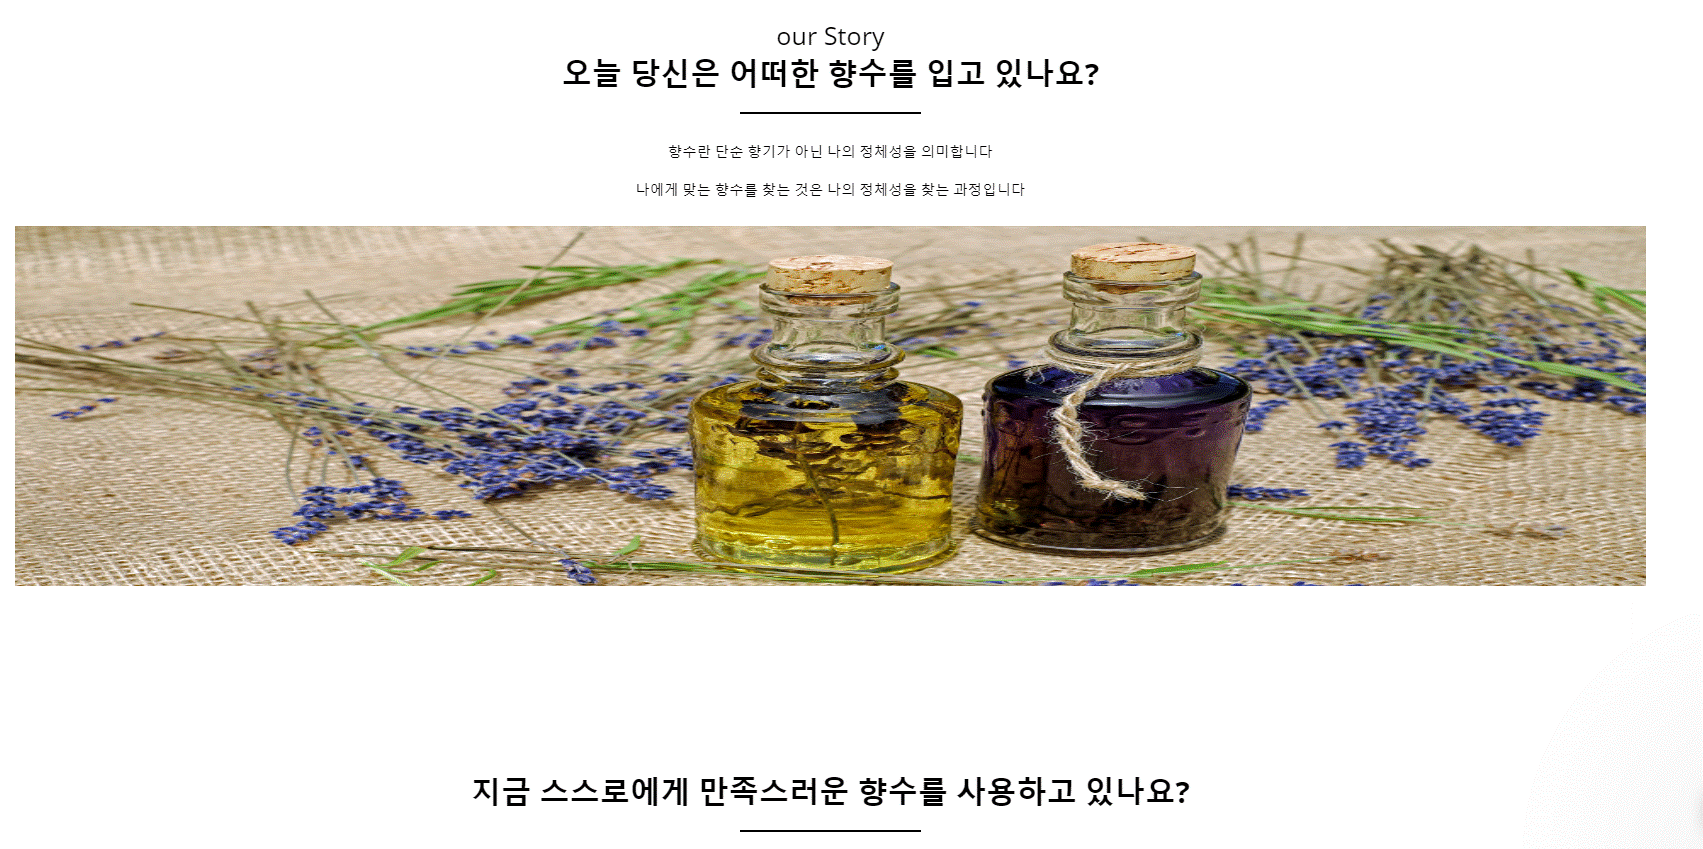 our Story
오늘 당신은 어떠한 향수를 입고 있나요?
향수란 단순 향기가 아닌 나의 정체성을 의미합니다
나에게 맞는 향수를 찾는 것은 나의 정체성을 찾는 과정입니다
지금 스스로에게 만족스러운 향수를 사용하고 있나요?